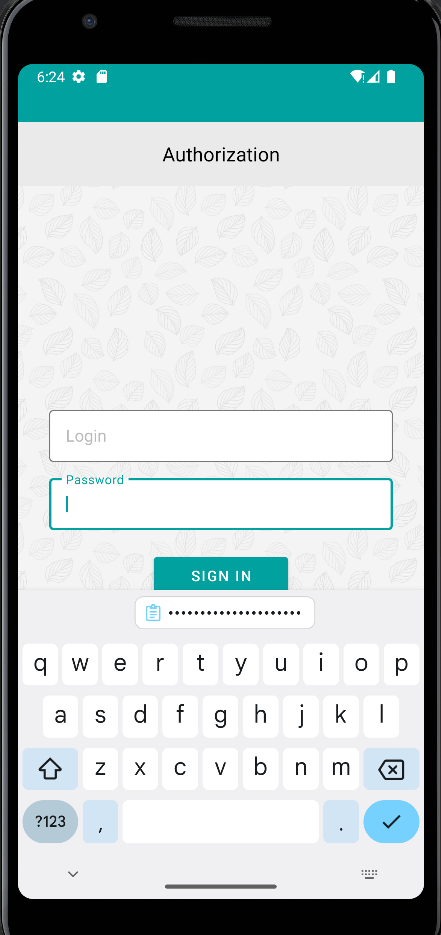 6:24
Authorization
Login
Password
SIGN IN
••••••••••••••••••••
q w e r t y u i o p
a s d f g h j k l
z x c v b n m
?123 , .